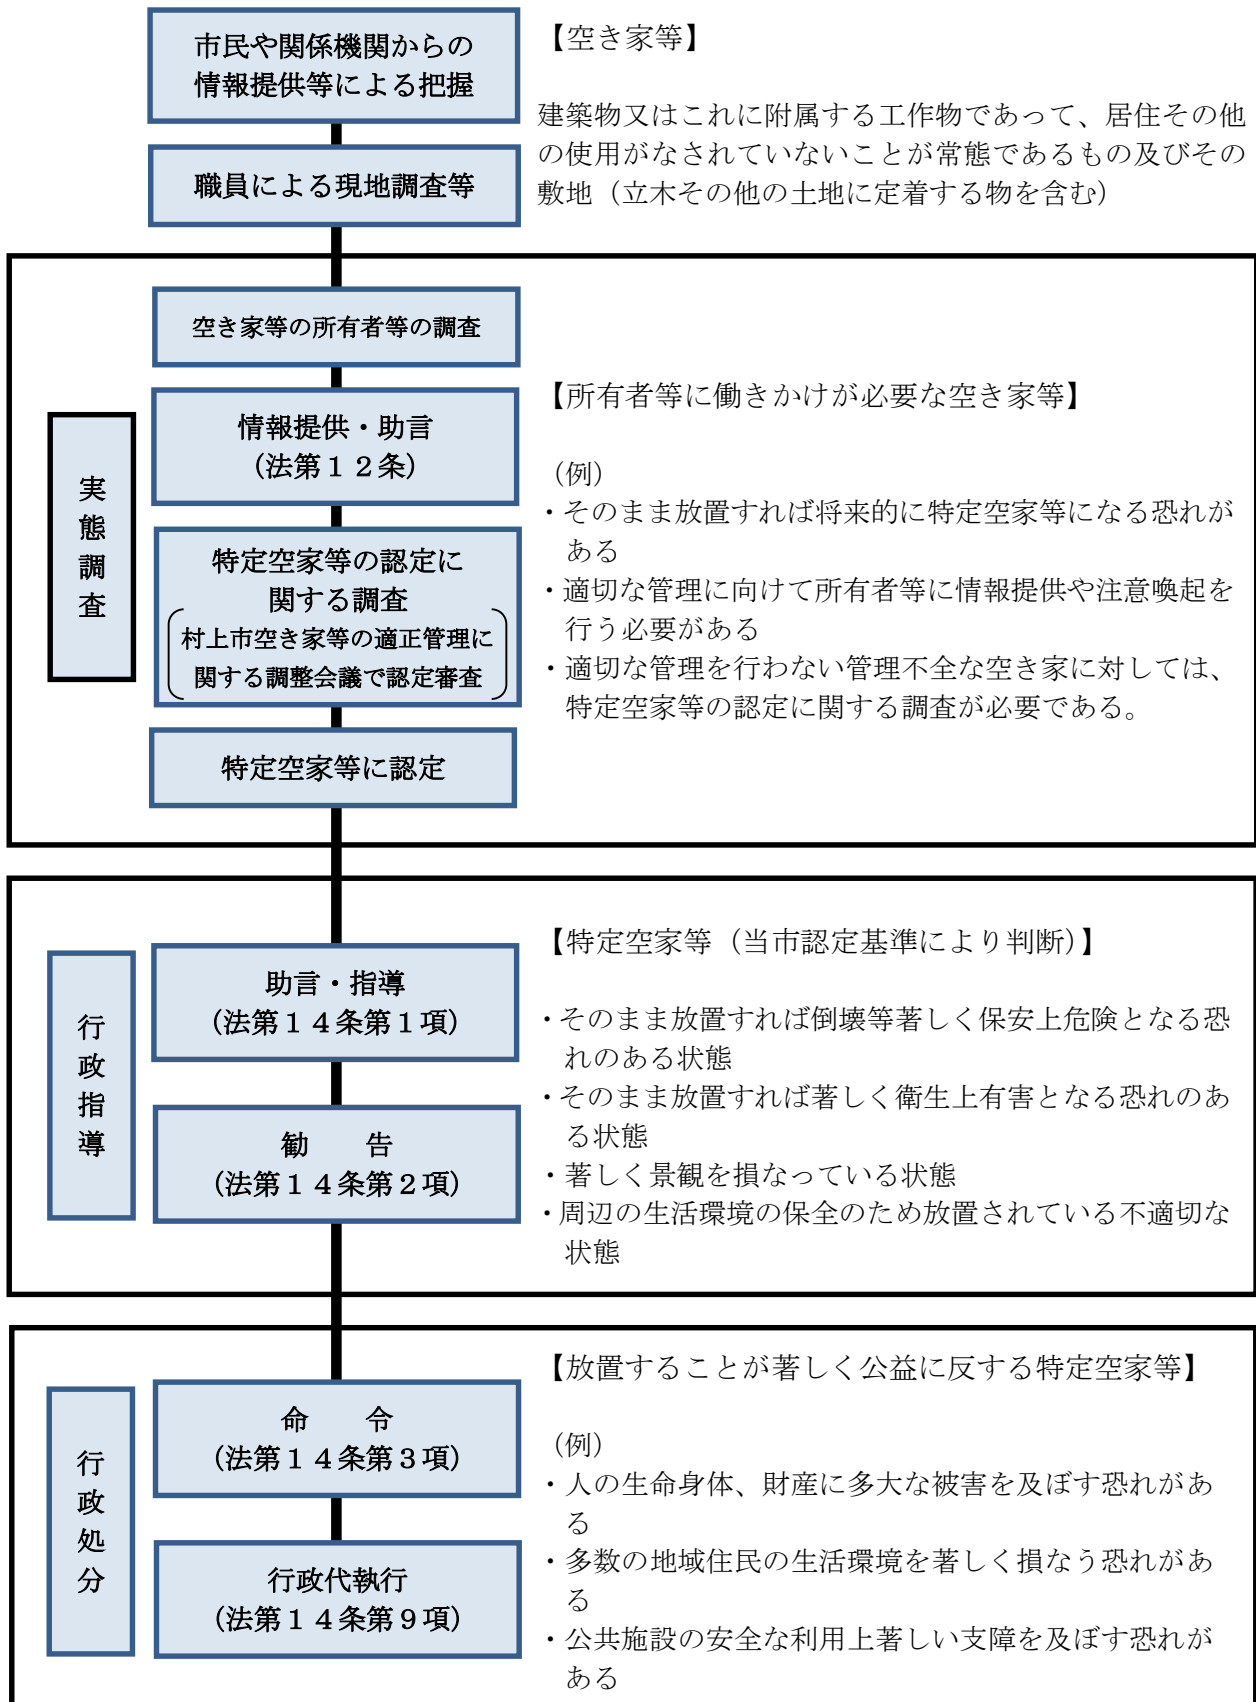 市民や関係機関からの
情報提供等による把握
職員による現地調査等
【空き家等】
建築物又はこれに附属する工作物であって、居住その他
の使用がなされていないことが常態であるもの及びその
敷地（立木その他の土地に定着する物を含む）
実態調査
空き家等の所有者等の調査
情報提供・助言
（法第１２条）
特定空家等の認定に
関する調査
村上市空き家等の適正管理に
関する調整会議で認定審査
特定空家等に認定
【所有者等に働きかけが必要な空き家等】
（例）
・そのまま放置すれば将来的に特定空家等になる恐れが
ある
・適切な管理に向けて所有者等に情報提供や注意喚起を
行う必要がある
・適切な管理を行わない管理不全な空き家に対しては、
特定空家等の認定に関する調査が必要である。
行政指導
助言・指導
（法第１４条第１項）
勧　　告
（法第１４条第２項）
【特定空家等（当市認定基準により判断）】
・そのまま放置すれば倒壊等著しく保安上危険となる恐
れのある状態
・そのまま放置すれば著しく衛生上有害となる恐れのあ
る状態
・著しく景観を損なっている状態
・周辺の生活環境の保全のため放置されている不適切な
状態
行政処分
命　　令
（法第１４条第３項）
行政代執行
（法第１４条第９項）
【放置することが著しく公益に反する特定空家等】
（例）
・人の生命身体、財産に多大な被害を及ぼす恐れがあ
る
・多数の地域住民の生活環境を著しく損なう恐れがあ
る
・公共施設の安全な利用上著しい支障を及ぼす恐れが
ある